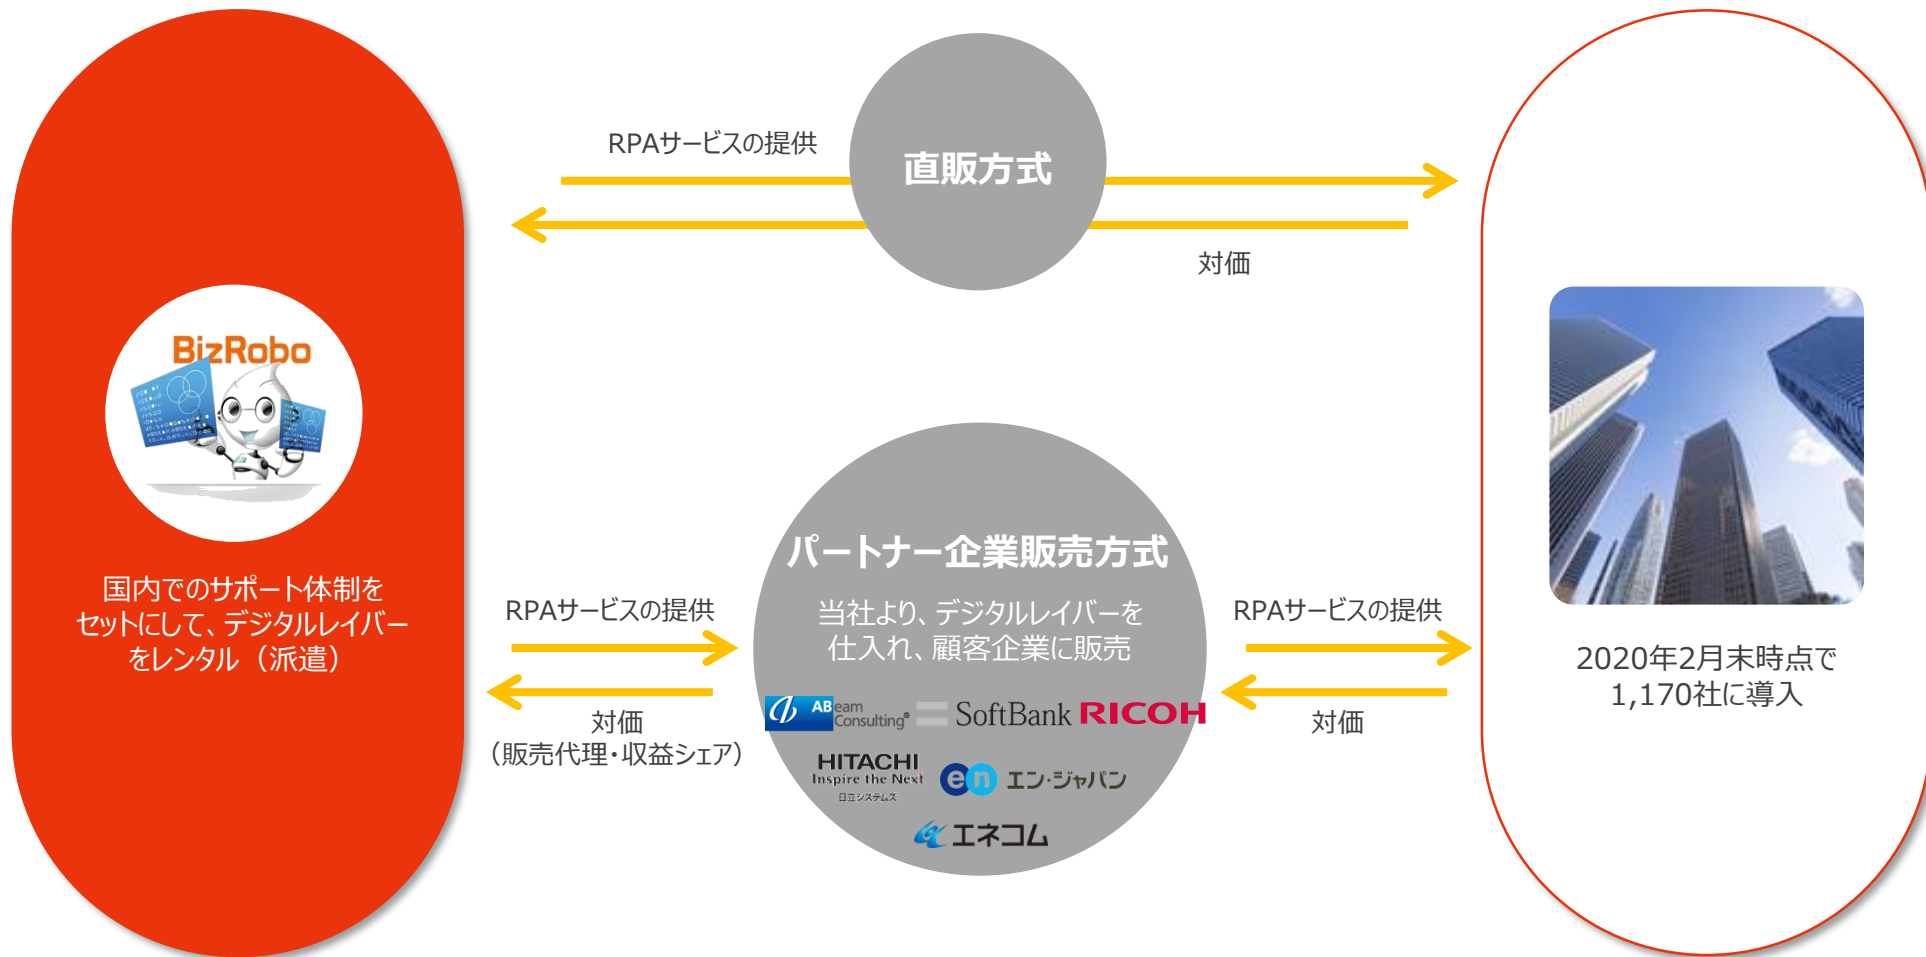 BizRobo
国内でのサポート体制を
セットにして、デジタルレイバー
をレンタル（派遣）
RPAサービスの提供
直販方式
対価
パートナー企業販売方式
当社より、デジタルレイバーを
仕入れ、顧客企業に販売
RPAサービスの提供
対価
（販売代理・収益シェア）
ABeam
Consulting®
SoftBank
RICOH
HITACHI
Inspire the Next
日立システムズ
en エン・ジャパン
エネコム
RPAサービスの提供
対価
2020年2月末時点で
1,170社に導入